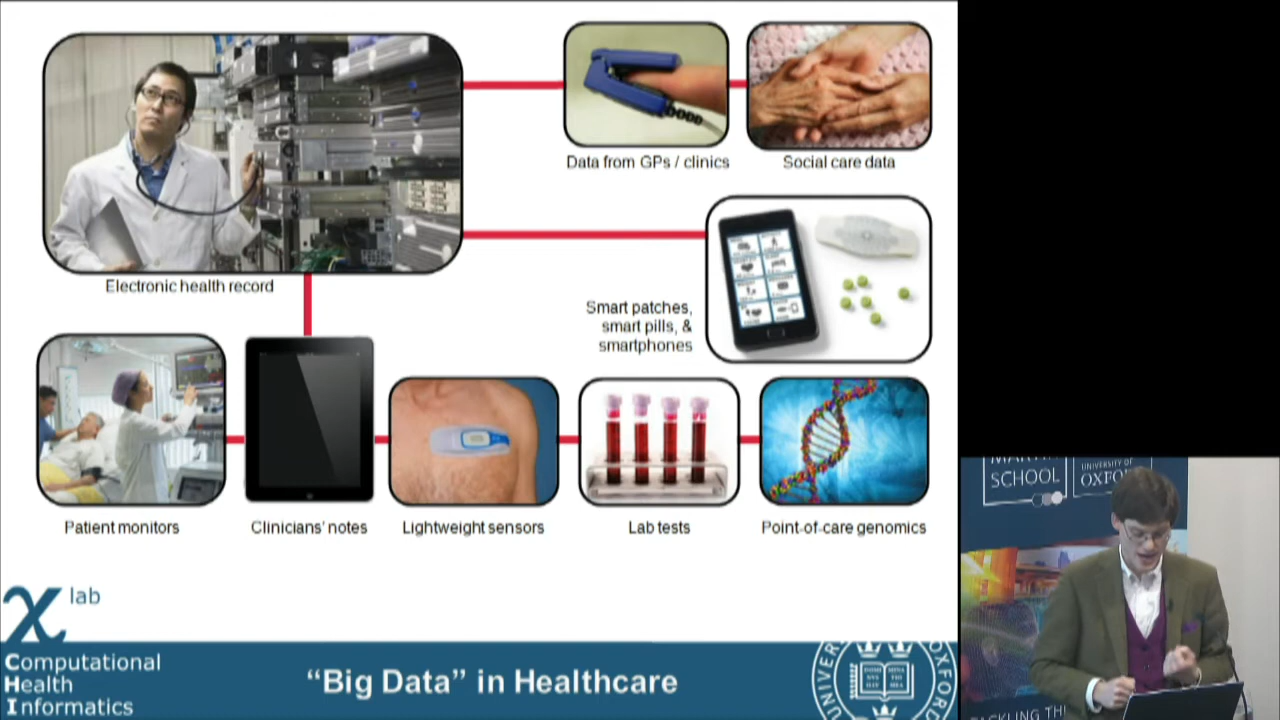 Data from GPs / clinics
Social care data
Electronic health record
Smart patches,
smart pills, &
smartphones
Patient monitors
Clinicians' notes
Lightweight sensors
Lab tests
Point-of-care genomics
lab
Computational
Health
Informatics
“Big Data” in Healthcare
SCHOOL
UNIVERSITY OF
OXFORD